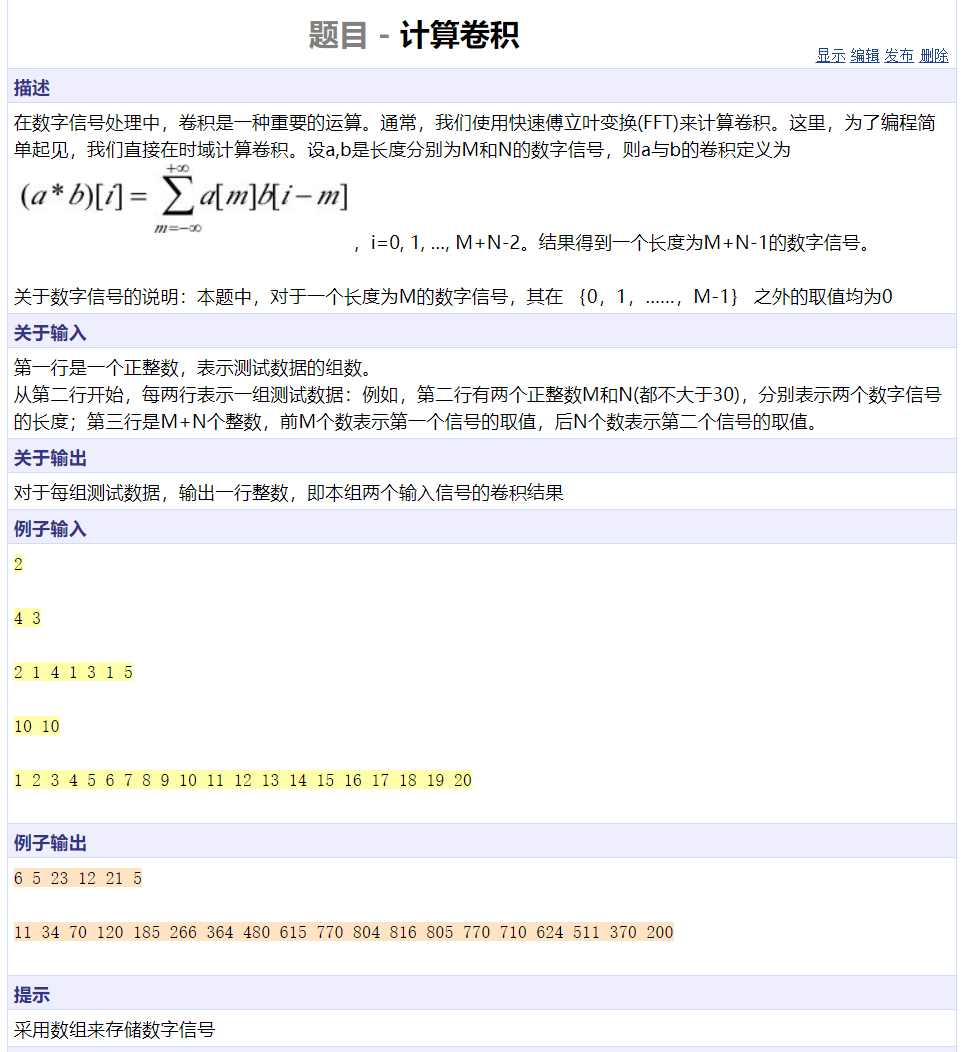 题目 - 计算卷积
显示 编辑 发布 删除
描述
在数字信号处理中，卷积是一种重要的运算。通常，我们使用快速傅立叶变换(FFT)来计算卷积。这里，为了编程简
单起见，我们直接在时域计算卷积。设a,b是长度分别为M和N的数字信号，则a与b的卷积定义为
(a*b)[i]= +∞ ∑ m=-∞ a[m]b[i-m]
，i=0, 1, ..., M+N-2。结果得到一个长度为M+N-1的数字信号。
关于数字信号的说明：本题中，对于一个长度为M的数字信号，其在 ｛0，1，……，M-1｝ 之外的取值均为0
关于输入
第一行是一个正整数，表示测试数据的组数。
从第二行开始，每两行表示一组测试数据：例如，第二行有两个正整数M和N(都不大于30)，分别表示两个数字信号
的长度；第三行是M+N个整数，前M个数表示第一个信号的取值，后N个数表示第二个信号的取值。
关于输出
对于每组测试数据，输出一行整数，即本组两个输入信号的卷积结果
例子输入
2
4 3
2 1 4 1 3 1 5
10 10
1 2 3 4 5 6 7 8 9 10 11 12 13 14 15 16 17 18 19 20
例子输出
6 5 23 12 21 5
11 34 70 120 185 266 364 480 615 770 804 816 805 770 710 624 511 370 200
提示
采用数组来存储数字信号